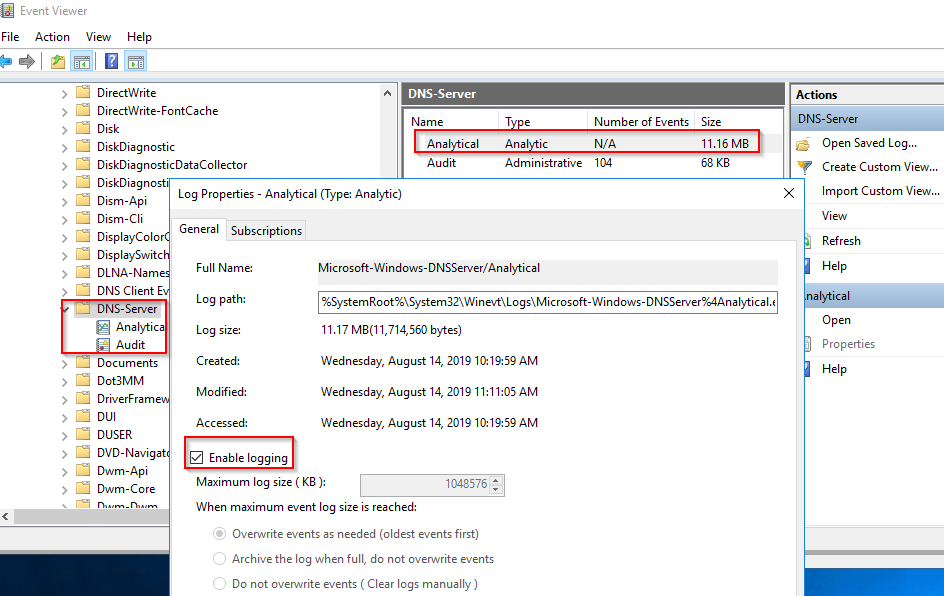 Event Viewer
File Action View Help
DirectWrite
DirectWrite-FontCache
Disk
DiskDiagnostic
DiskDiagnosticDataCollector
DiskDiagnosti
Dism-Api
Dism-Cli
DisplayColorC
DisplaySwitch
DLNA-Names
DNS Client Ev
DNS-Server
Analytica
Audit
Documents
Dot3MM
DriverFramew
DUI
DUSER
DVD-Navigato
Dwm-Api
Dwm-Core
Dwm-Dwm
DNS-Server
Name Type Number of Events Size
Analytical Analytic N/A 11.16 MB
Audit Administrative 104 68 KB
Log Properties - Analytical (Type: Analytic)
General Subscriptions
Full Name: Microsoft-Windows-DNSServer/Analytical
Log path: %SystemRoot%\System32\Winevt\Logs\Microsoft-Windows-DNSServer%4Analytical.e
Log size: 11.17 MB(11,714,560 bytes)
Created: Wednesday, August 14, 2019 10:19:59 AM
Modified: Wednesday, August 14, 2019 11:11:05 AM
Accessed: Wednesday, August 14, 2019 10:19:59 AM
Enable logging
Maximum log size ( KB ): 1048576
When maximum event log size is reached:
Overwrite events as needed (oldest events first)
Archive the log when full, do not overwrite events
Do not overwrite events ( Clear logs manually )
Actions
DNS-Server
Open Saved Log...
Create Custom View...
Import Custom View...
View
Refresh
Help
nalytical
Open
Properties
Help